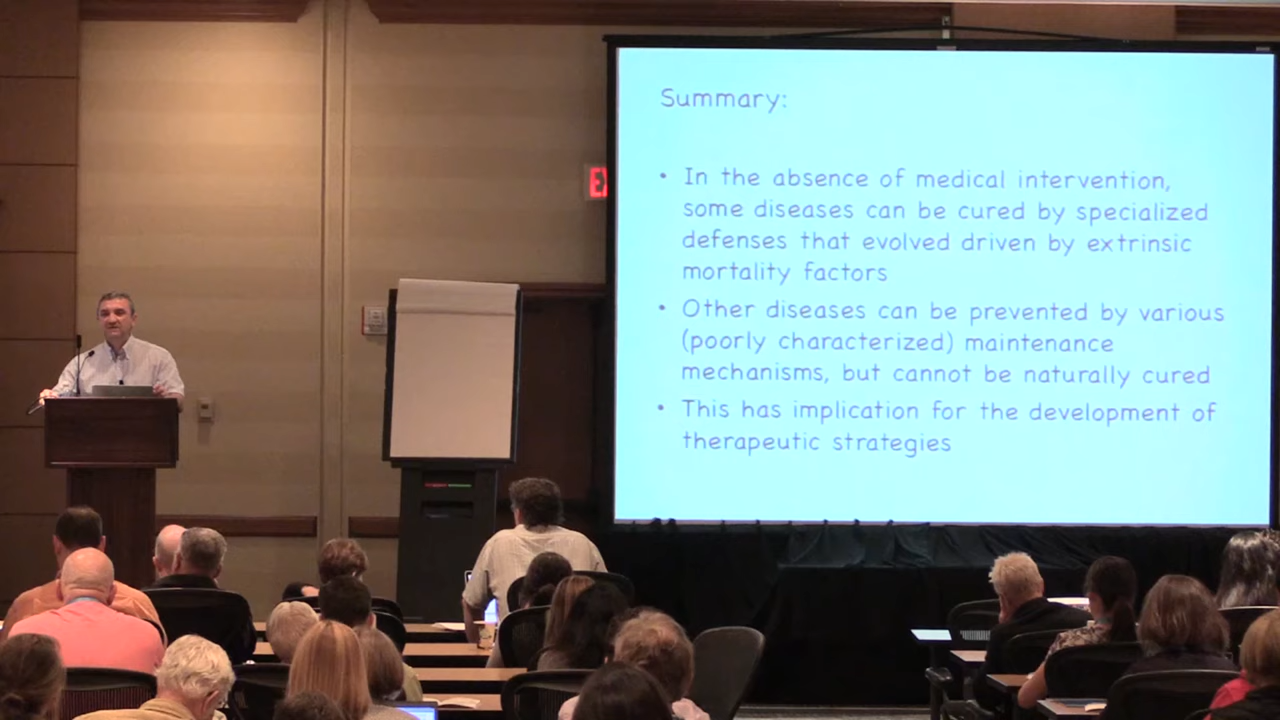 Summary:
• In the absence of medical intervention,
some diseases can be cured by specialized
defenses that evolved driven by extrinsic
mortality factors
• Other diseases can be prevented by various
(poorly characterized) maintenance
mechanisms, but cannot be naturally cured
• This has implication for the development of
therapeutic strategies